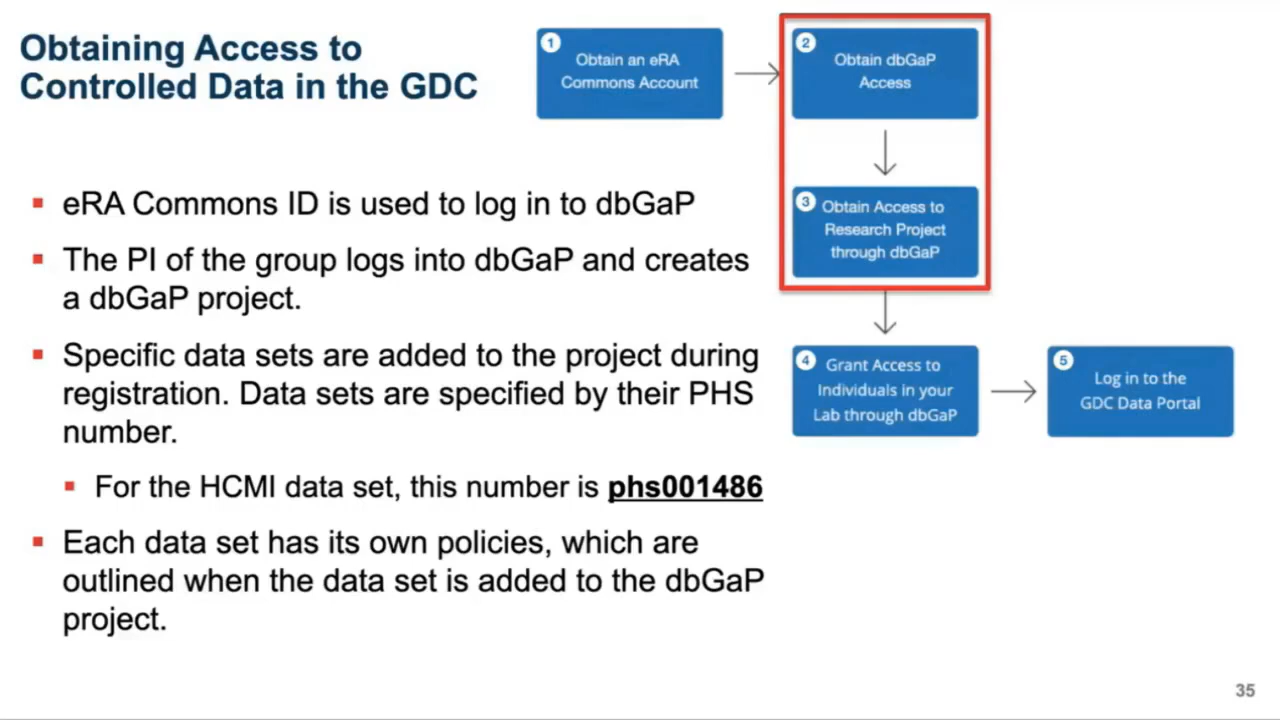 Obtaining Access to
Controlled Data in the GDC
▪ eRA Commons ID is used to log in to dbGaP
▪ The PI of the group logs into dbGaP and creates
a dbGaP project.
▪ Specific data sets are added to the project during
registration. Data sets are specified by their PHS
number.
▪ For the HCMI data set, this number is phs001486
▪ Each data set has its own policies, which are
outlined when the data set is added to the dbGaP
project.
1
Obtain an eRA
Commons Account
2
Obtain dbGaP
Access
3
Obtain Access to
Research Project
through dbGaP
4
Grant Access to
Individuals in your
Lab through dbGaP
5
Log in to the
GDC Data Portal
35